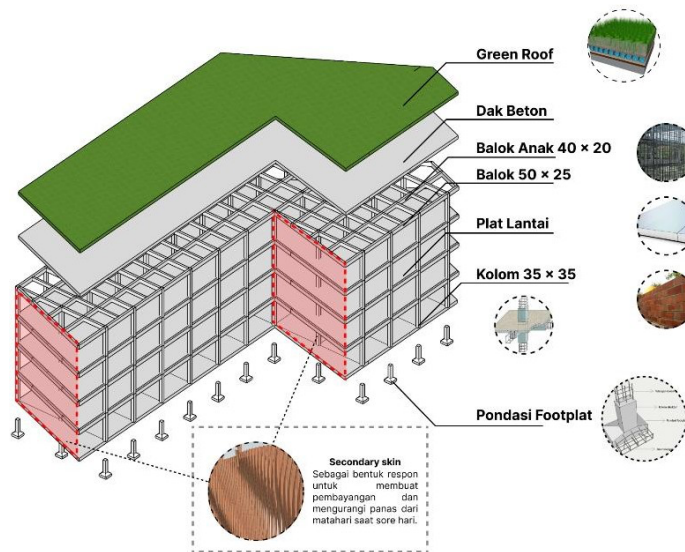 Green Roof
Dak Beton
Balok Anak 40 × 20
Balok 50 × 25
Plat Lantai
Kolom 35 × 35
Pondasi Footplat
Secondary skin
Sebagai bentuk respon
untuk membuat
pembayangan dan
mengurangi panas dari
matahari saat sore hari.